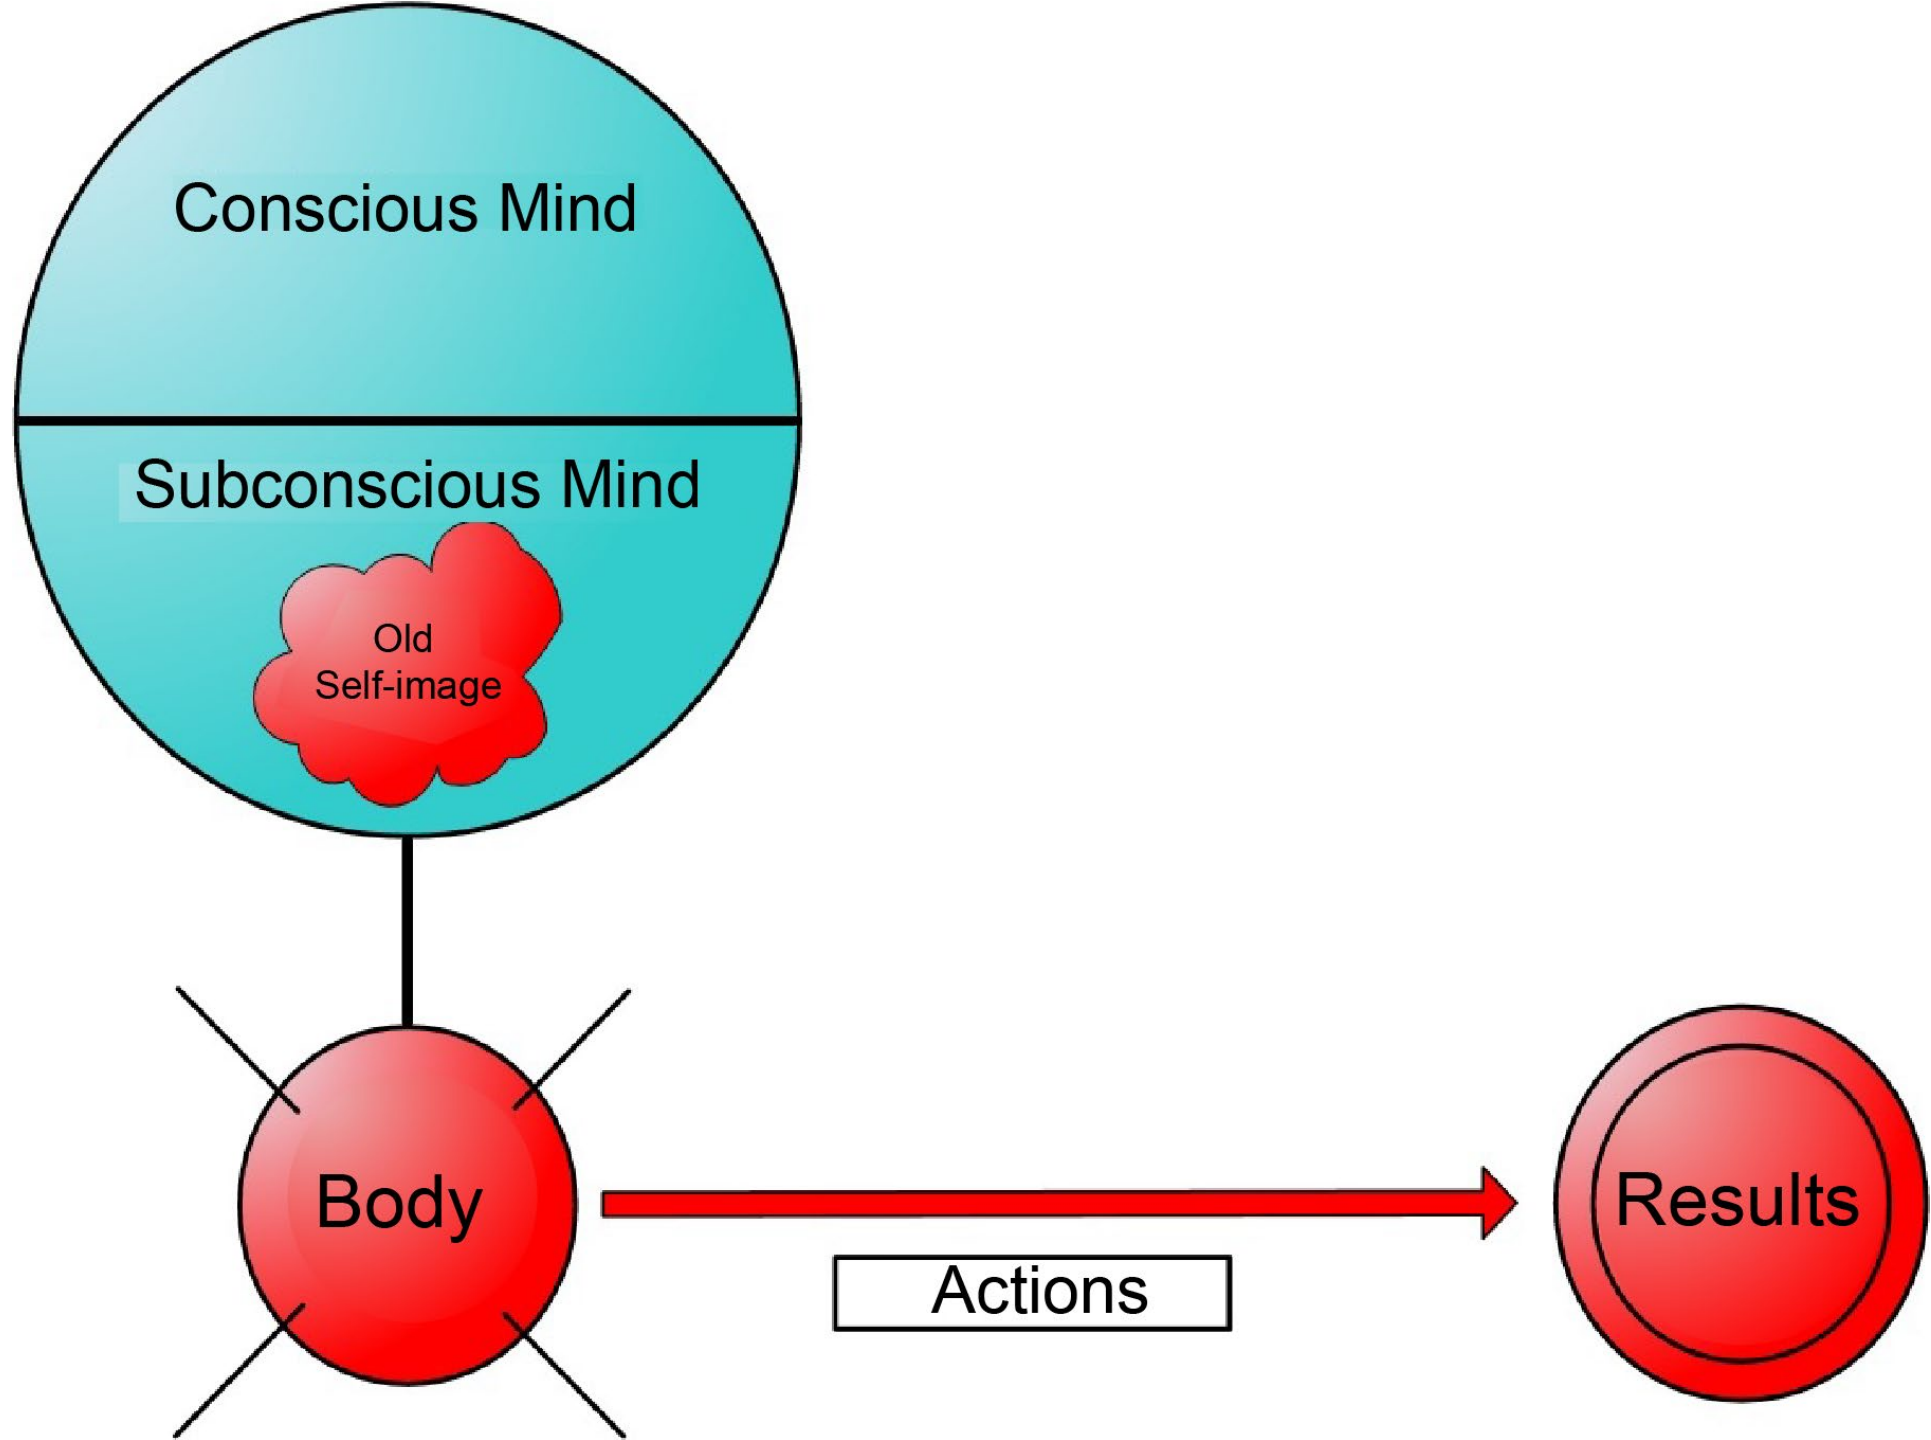 Conscious Mind
Subconscious Mind
Old
Self-image
Body
Results
Actions